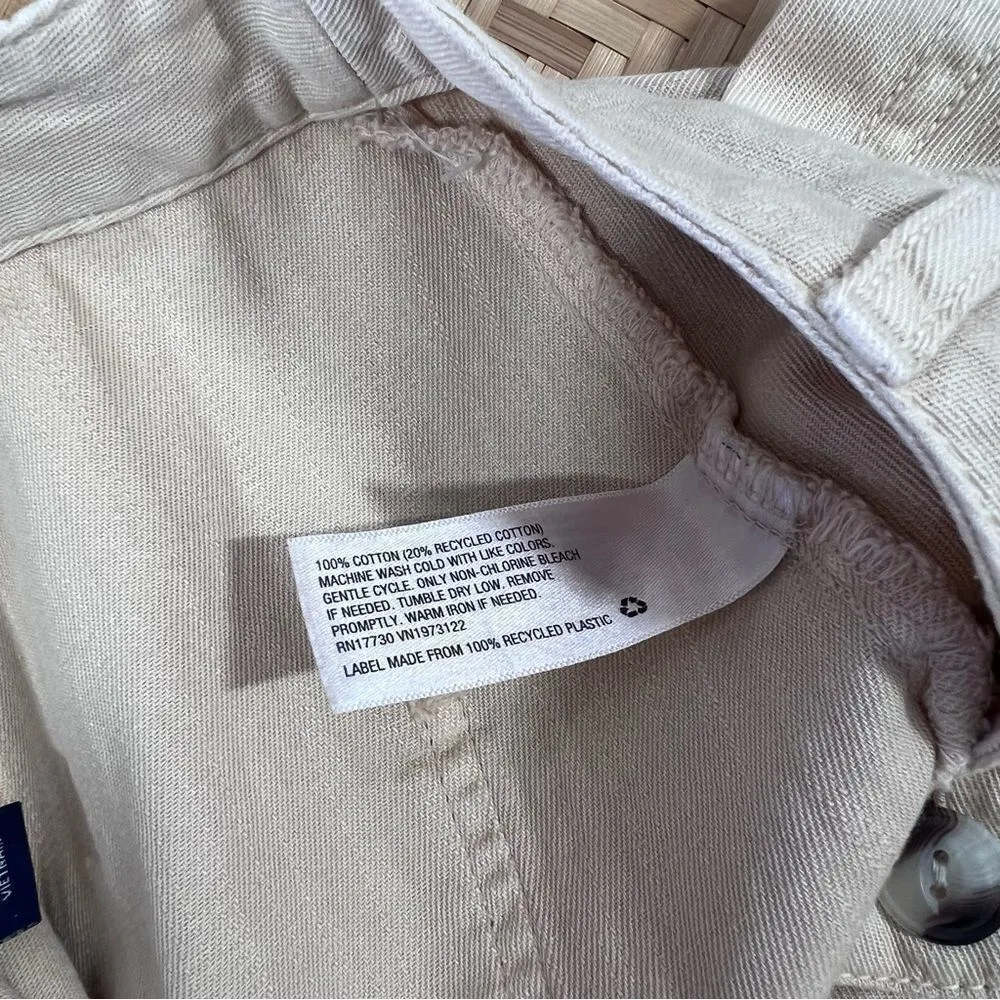 100% COTTON (20% RECYCLED COTTON)
MACHINE WASH COLD WITH LIKE COLORS.
GENTLE CYCLE. ONLY NON-CHLORINE BLEACH
IF NEEDED. TUMBLE DRY LOW. REMOVE
PROMPTLY. WARM IRON IF NEEDED.
RN17730 VN1973122
LABEL MADE FROM 100% RECYCLED PLASTIC
VIETNAM